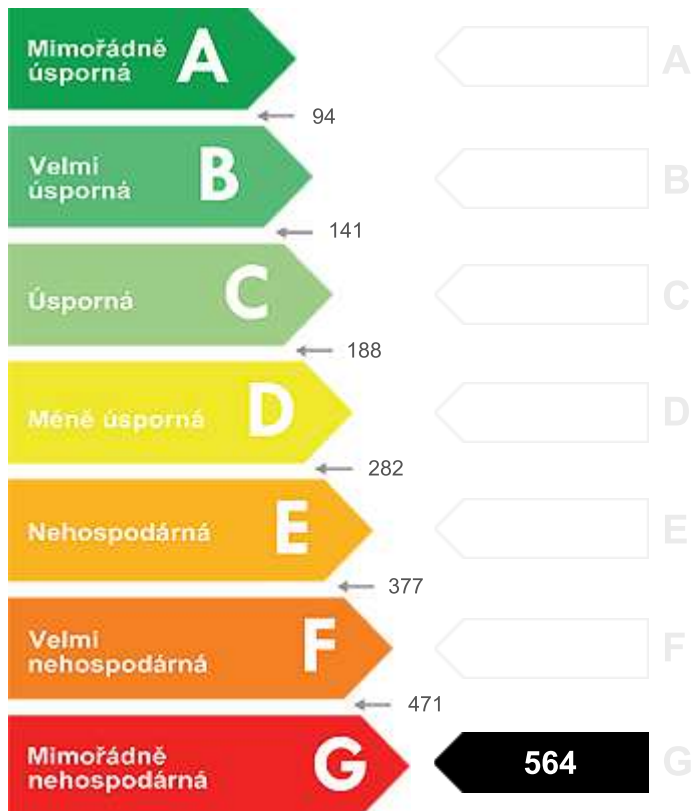 Mimořádně
úsporná
A
A
94
Velmi
úsporná
B
B
141
Úsporná
C
C
188
Méně úsporná
D
D
282
Nehospodárná
E
E
377
Velmi
nehospodárná
F
F
471
Mimořádně
nehospodárná
G
564
G